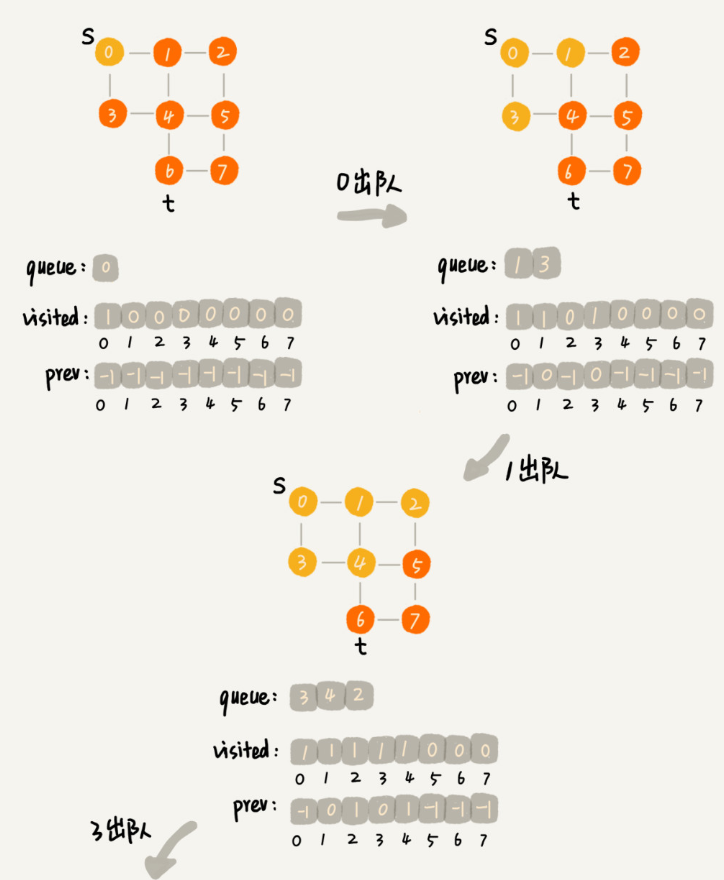 S 0 1 2
3 4 5
6 7
t
queue: 0
visited: 1 0 0 0 0 0 0 0
0 1 2 3 4 5 6 7
prev: -1 -1 -1 -1 -1 -1 -1 -1
0 1 2 3 4 5 6 7
0出队
S 0 1 2
3 4 5
6 7
t
queue: 1 3
visited: 1 1 0 1 0 0 0 0
0 1 2 3 4 5 6 7
prev: -1 0 -1 0 -1 -1 -1 -1
0 1 2 3 4 5 6 7
1出队
S 0 1 2
3 4 5
6 7
t
queue: 3 4 2
visited: 1 1 1 1 1 0 0 0
0 1 2 3 4 5 6 7
prev: -1 0 1 0 1 -1 -1 -1
0 1 2 3 4 5 6 7
3出队